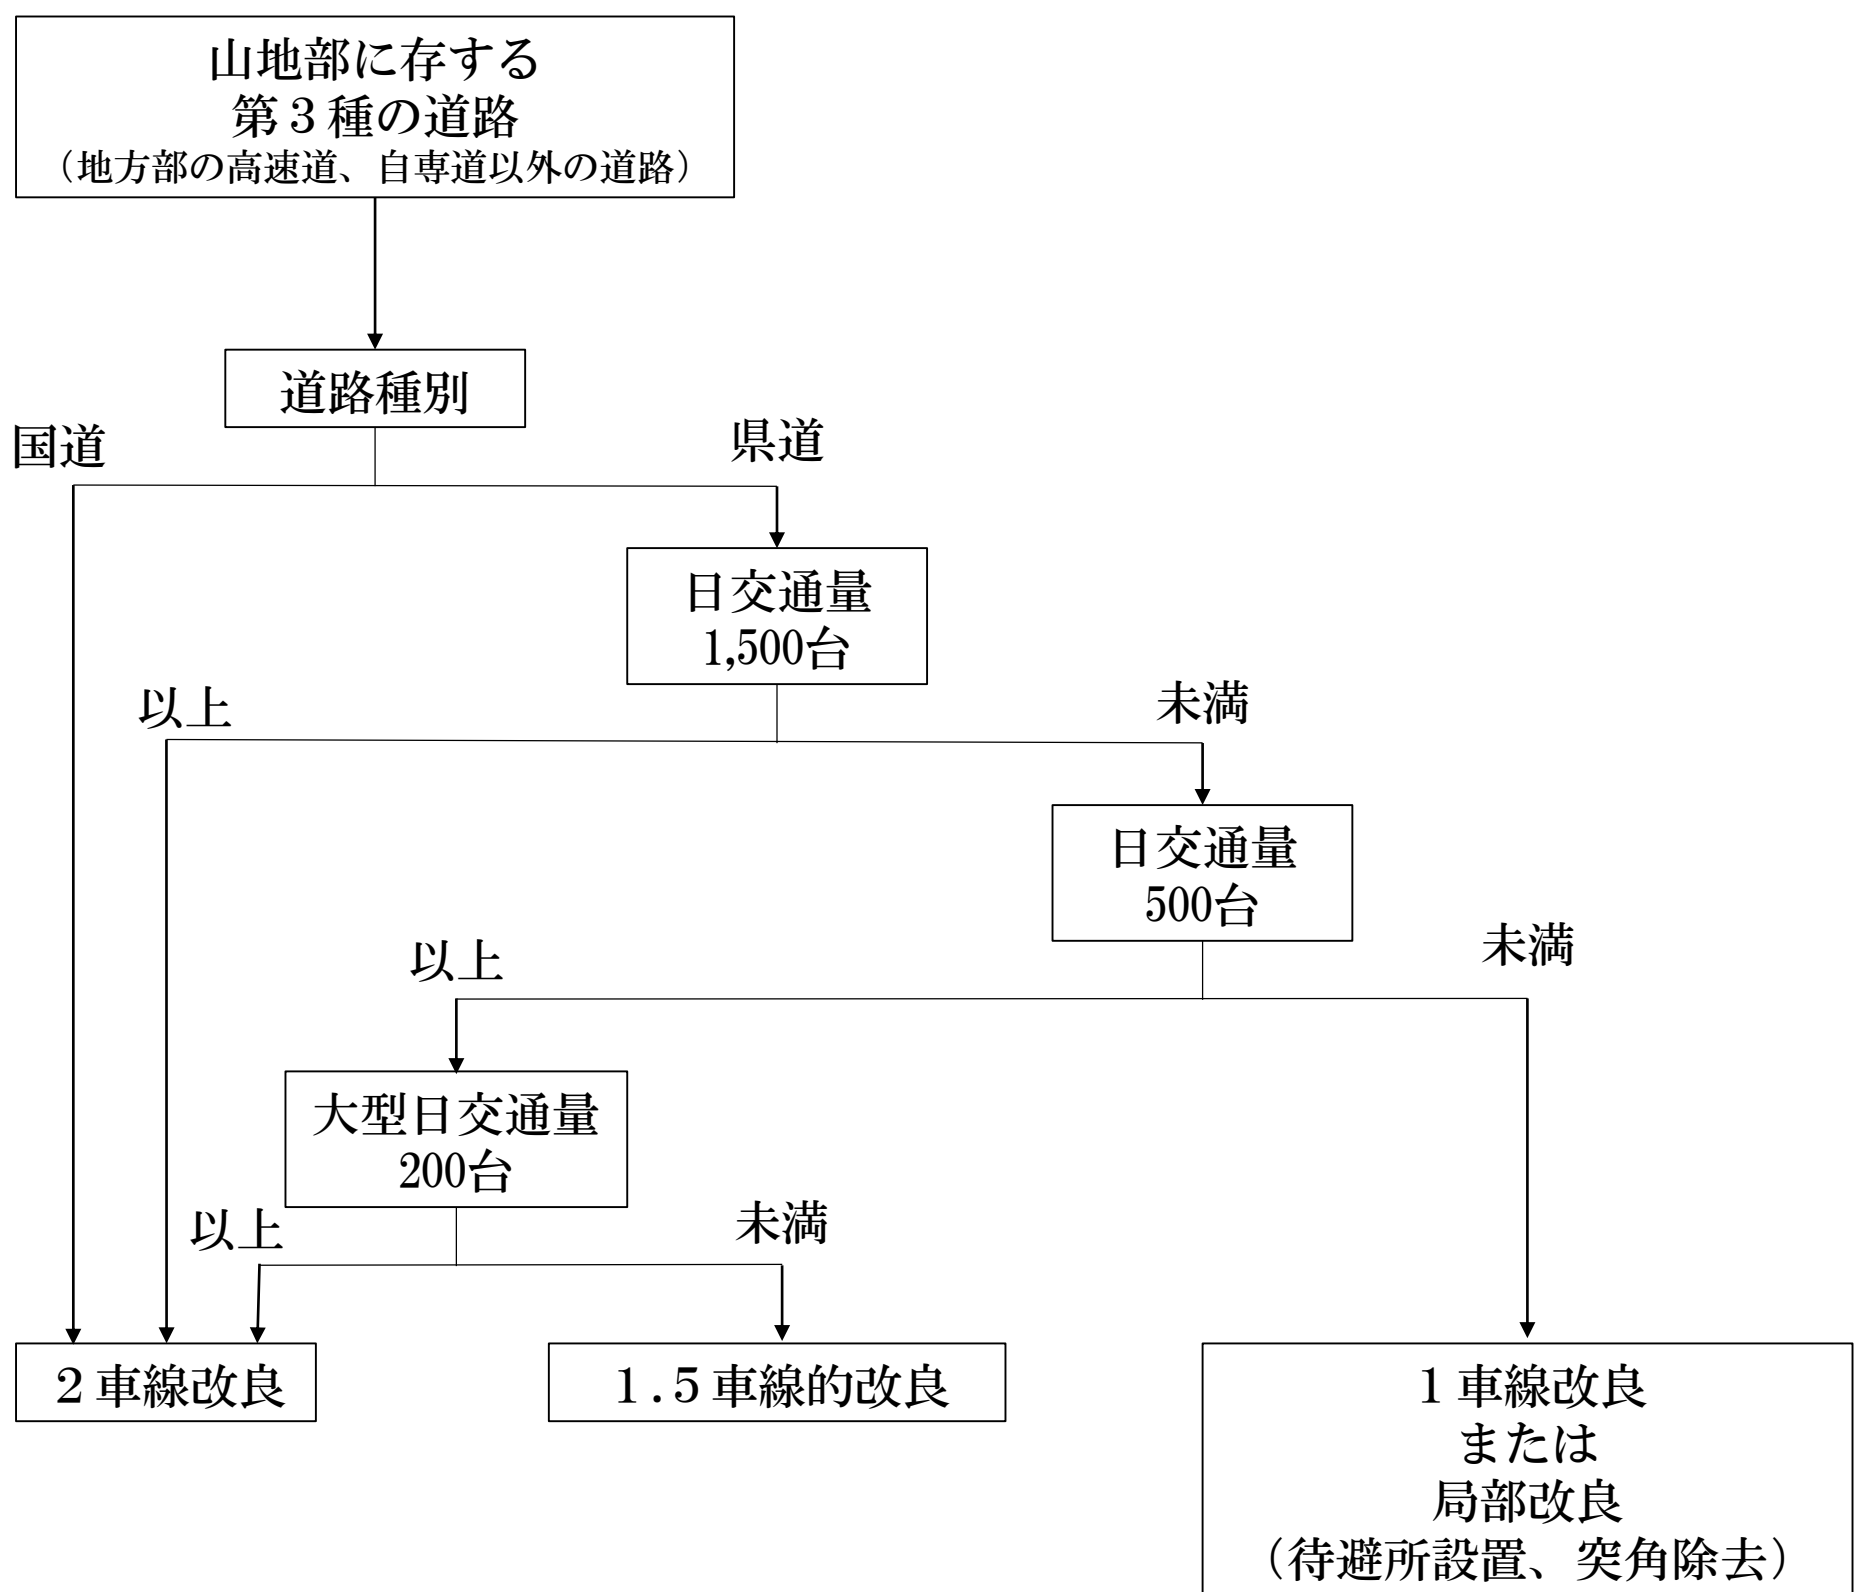 山地部に存する
第３種の道路
（地方部の高速道、自専道以外の道路）
道路種別
国道
県道
日交通量
1,500台
以上
未満
日交通量
500台
以上
未満
大型日交通量
200台
以上
未満
２車線改良
１.５車線的改良
１車線改良
または
局部改良
（待避所設置、突角除去）